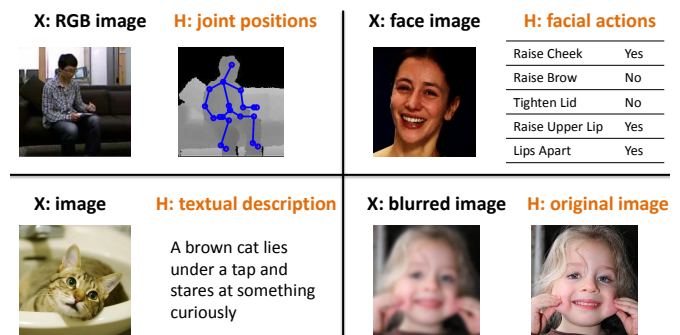 X: RGB image
H: joint positions
X: face image
H: facial actions
Raise Cheek Yes
Raise Brow No
Tighten Lid No
Raise Upper Lip Yes
Lips Apart Yes
X: image
H: textual description
A brown cat lies
under a tap and
stares at something
curiously
X: blurred image
H: original image